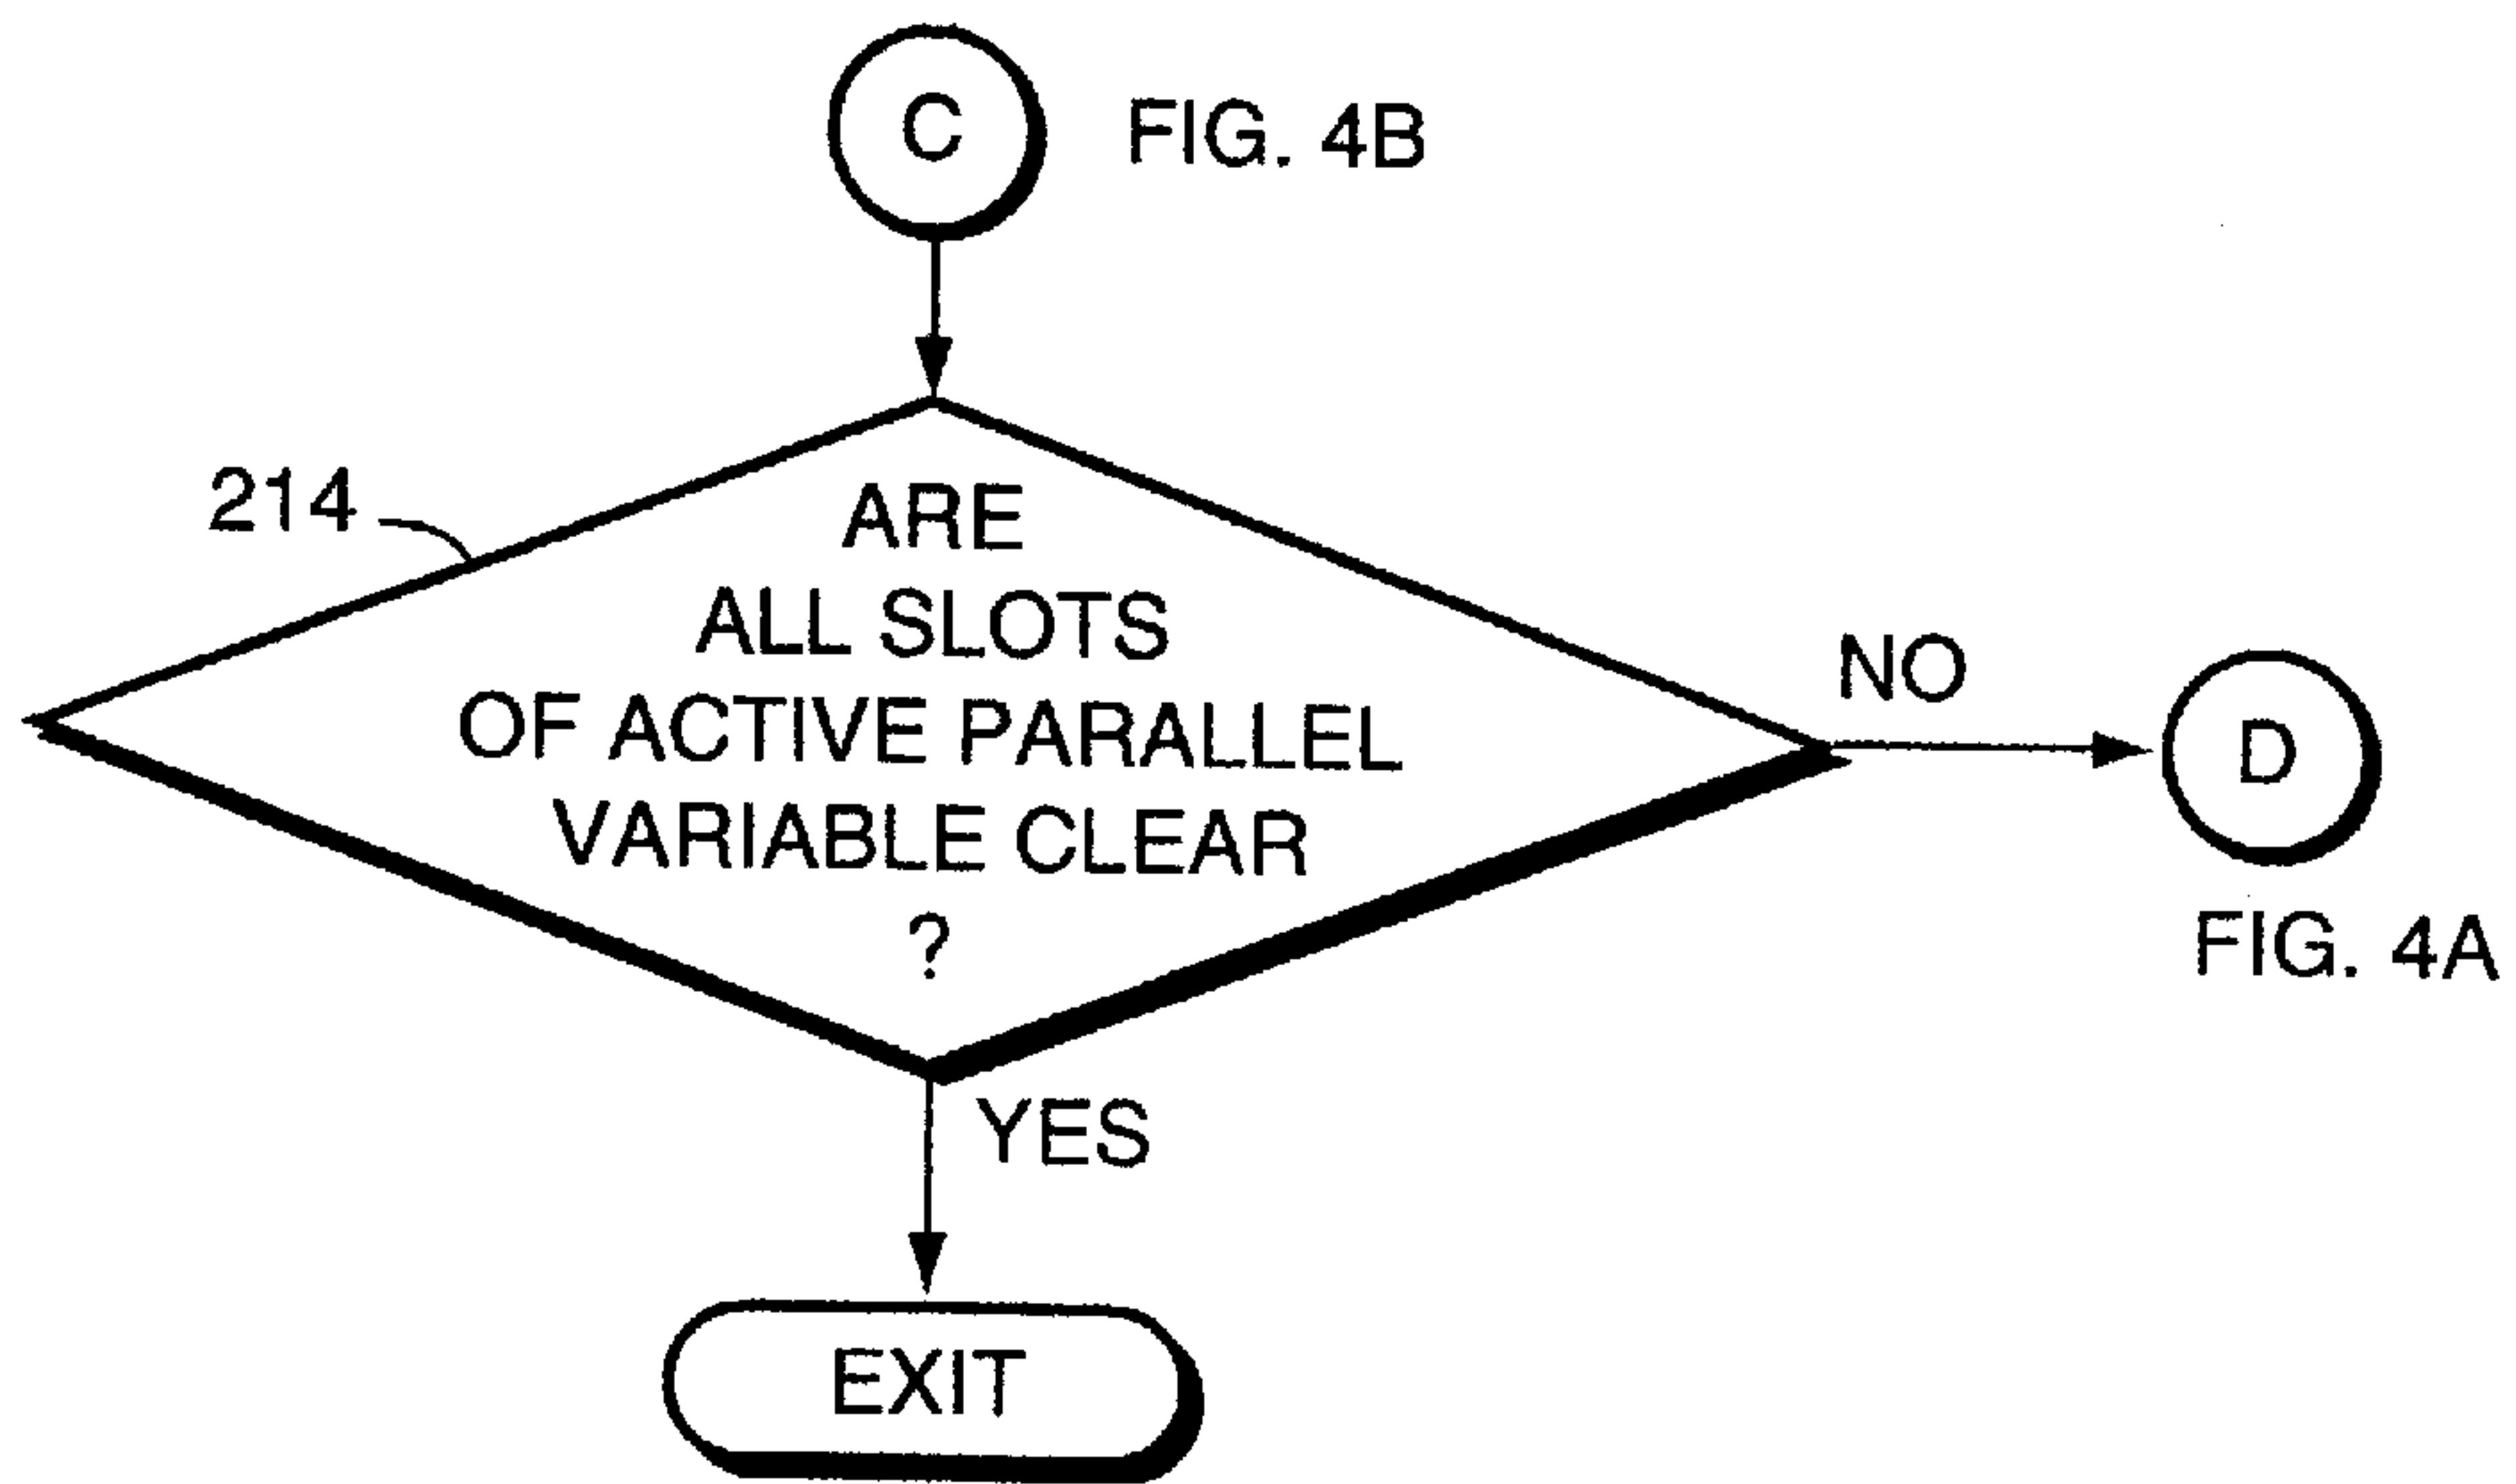 C
FIG. 4B
214
ARE
ALL SLOTS
OF ACTIVE PARALLEL
VARIABLE CLEAR
?
NO
D
FIG. 4A
YES
EXIT